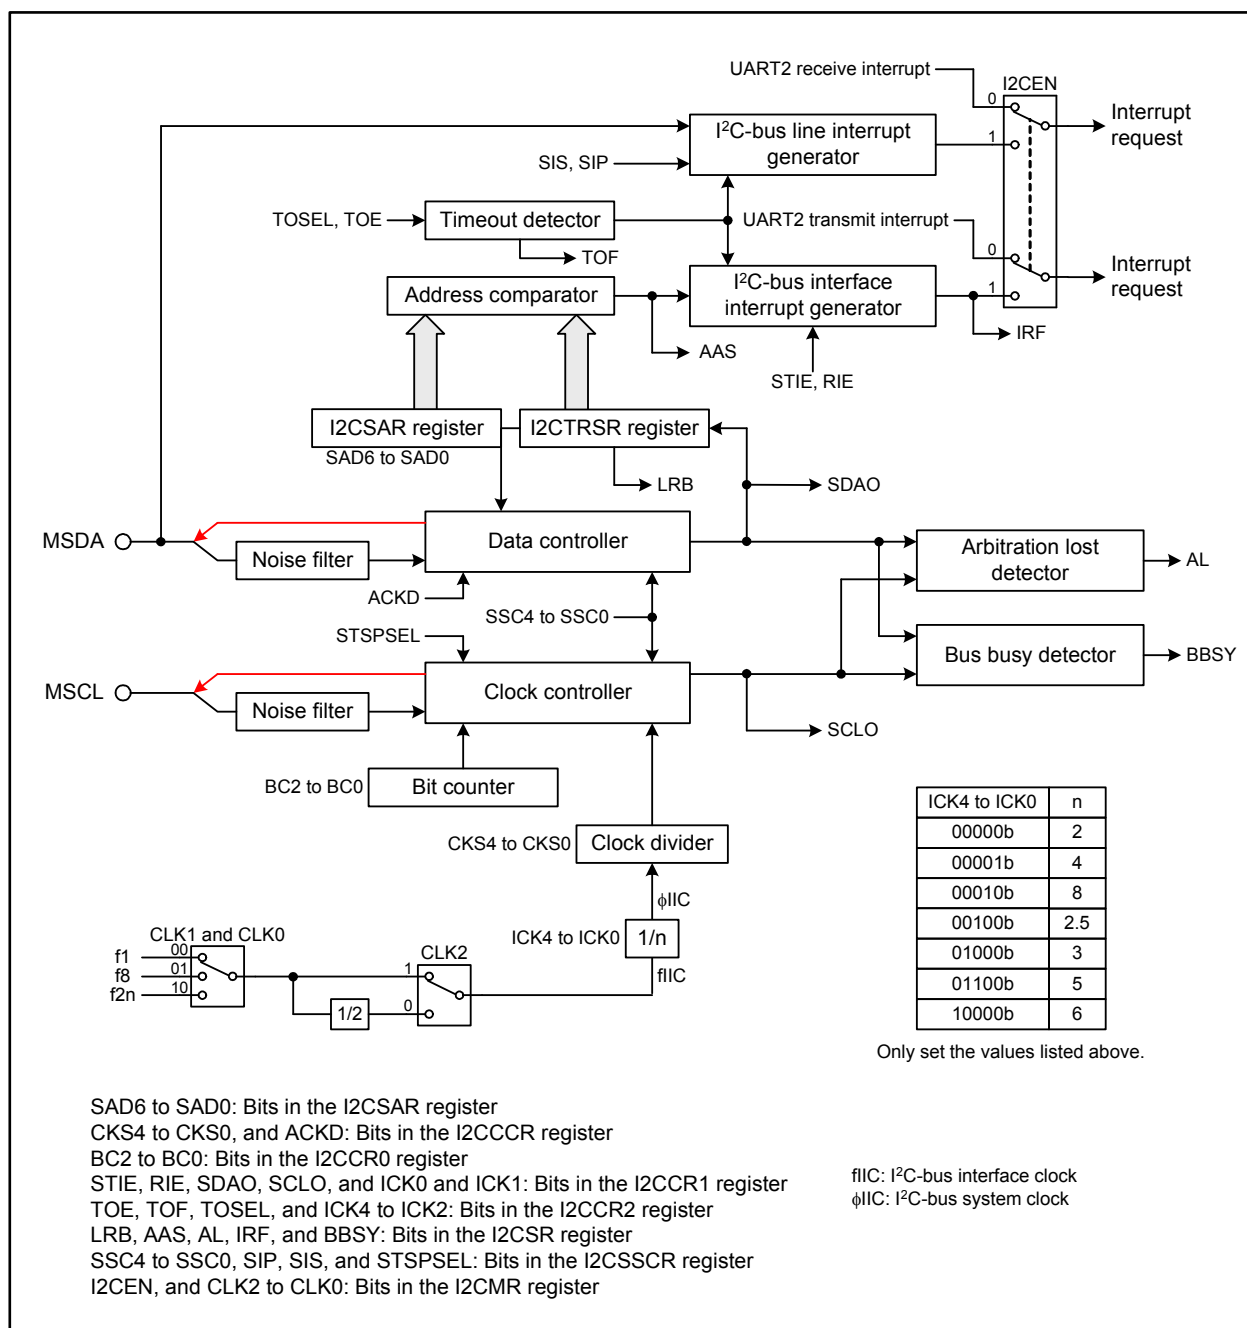 UART2 receive interrupt
I2CEN
0
Interrupt
request
I²C-bus line interrupt
generator
1
SIS, SIP
TOSEL, TOE
Timeout detector
UART2 transmit interrupt
TOF
0
Interrupt
request
Address comparator
I²C-bus interface
interrupt generator
1
IRF
AAS
STIE, RIE
I2CSAR register
I2CTRSR register
SAD6 to SAD0
LRB
SDAO
MSDA
Data controller
Noise filter
Arbitration lost
detector
AL
ACKD
SSC4 to SSC0
STSPSEL
Bus busy detector
BBSY
MSCL
Clock controller
Noise filter
SCLO
BC2 to BC0
Bit counter
CKS4 to CKS0
Clock divider
ϕIIC
ICK4 to ICK0
1/n
fIIC
CLK1 and CLK0
f1
00
f8
01
f2n
10
CLK2
1
1/2
0
ICK4 to ICK0 n
00000b 2
00001b 4
00010b 8
00100b 2.5
01000b 3
01100b 5
10000b 6
Only set the values listed above.
SAD6 to SAD0: Bits in the I2CSAR register
CKS4 to CKS0, and ACKD: Bits in the I2CCCR register
BC2 to BC0: Bits in the I2CCR0 register
STIE, RIE, SDAO, SCLO, and ICK0 and ICK1: Bits in the I2CCR1 register
TOE, TOF, TOSEL, and ICK4 to ICK2: Bits in the I2CCR2 register
LRB, AAS, AL, IRF, and BBSY: Bits in the I2CSR register
SSC4 to SSC0, SIP, SIS, and STSPSEL: Bits in the I2CSSCR register
I2CEN, and CLK2 to CLK0: Bits in the I2CMR register
fIIC: I²C-bus interface clock
ϕIIC: I²C-bus system clock